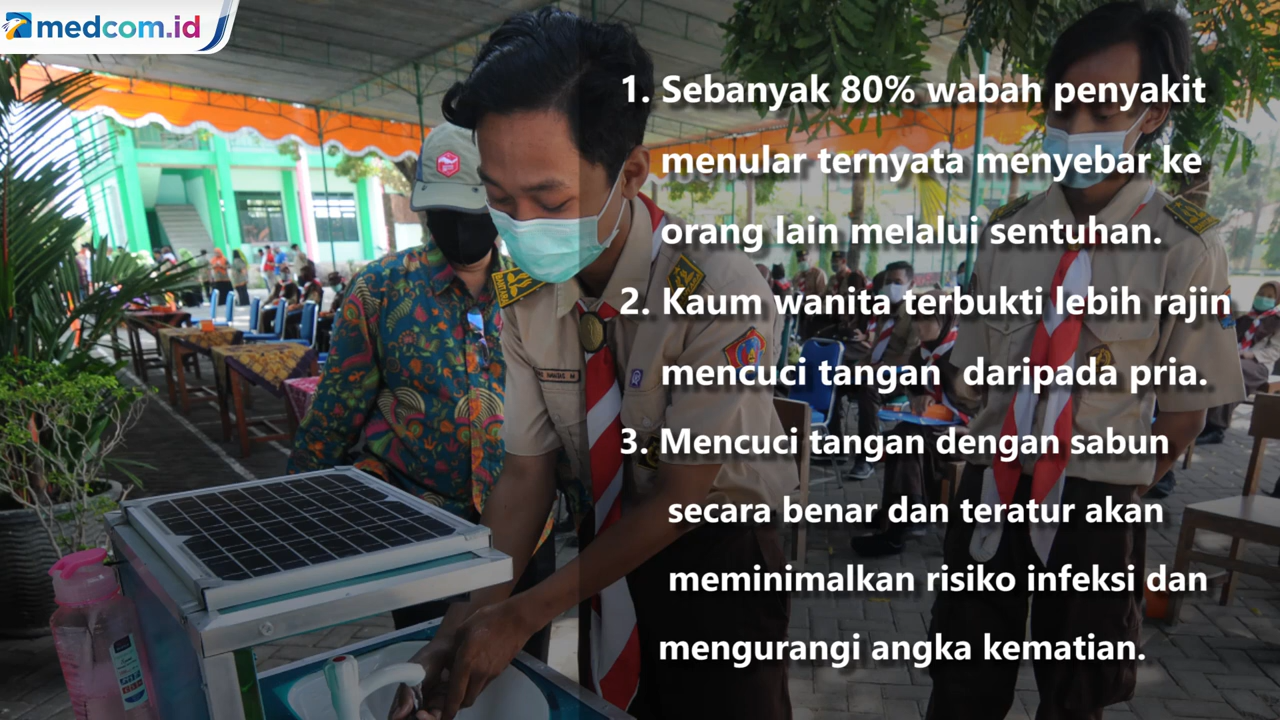 medcom.id
1. Sebanyak 80% wabah penyakit
menular ternyata menyebar ke
orang lain melalui sentuhan.
2. Kaum wanita terbukti lebih rajin
mencuci tangan daripada pria.
3. Mencuci tangan dengan sabun
secara benar dan teratur akan
meminimalkan risiko infeksi dan
mengurangi angka kematian.
BANTARA